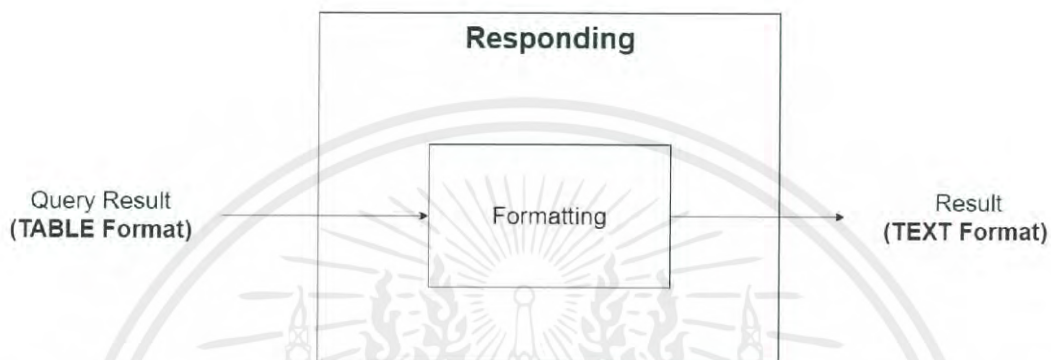 Responding
Query Result
(TABLE Format)
Formatting
Result
(TEXT Format)